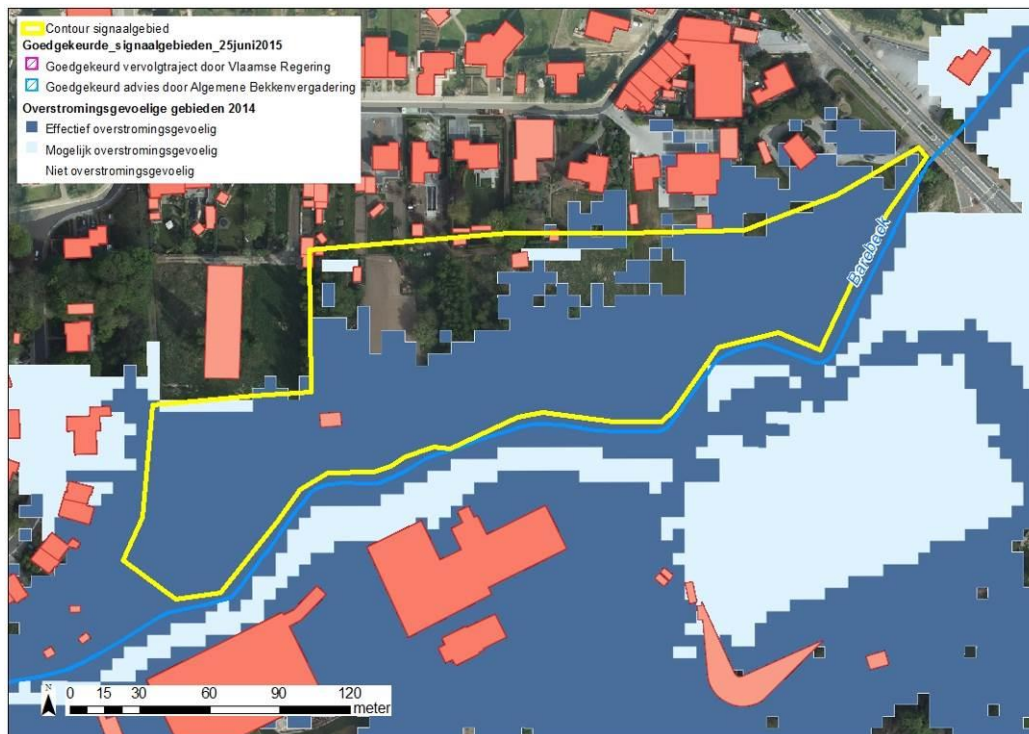 Contour signaalgebied
Goedgekeurde_signaalgebieden_25juni2015
Goedgekeurd vervolgtraject door Vlaamse Regering
Goedgekeurd advies door Algemene Bekkenvergadering
Overstromingsgevoelige gebieden 2014
Effectief overstromingsgevoelig
Mogelijk overstromingsgevoelig
Niet overstromingsgevoelig
Barebeek
N
0 15 30 60 90 120
meter